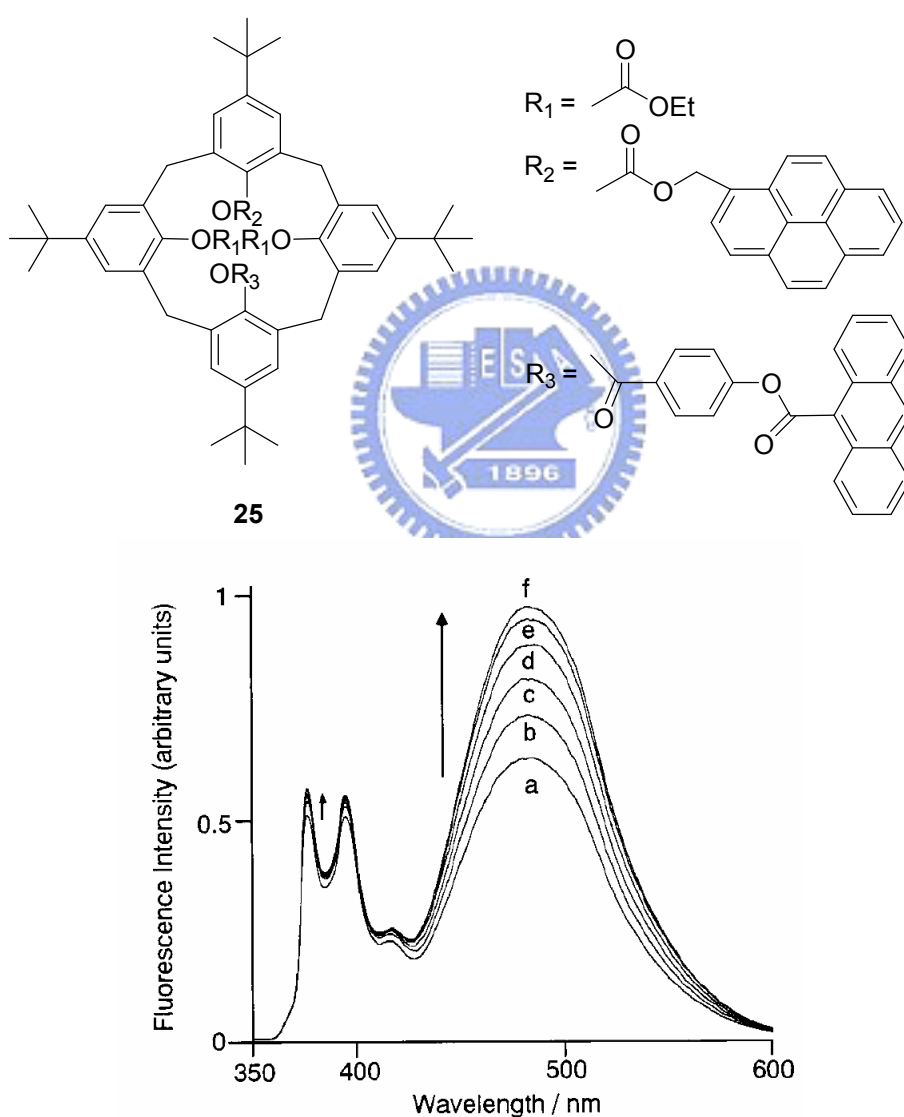 R1 =
O
OEt
R2 =
O
O
OR2
OR1R1O
OR3
R3 =
O
O
O
ES
1896
25
Fluorescence Intensity (arbitrary units)
1
0.5
0
f
e
d
c
b
a
350
400
500
600
Wavelength / nm